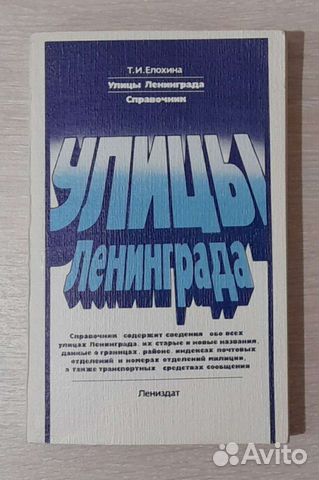 Т.И.Елохина
Улицы Ленинграда
Справочник
УЛИЦЫ
Ленинграда
Справочник содержит сведения обо всех
улицах Ленинграда, их старые и новые названия,
данные о границах, районе, индексах почтовых
отделений и номерах отделений милиции,
а также транспортных средствах сообщения
Лениздат
Avito